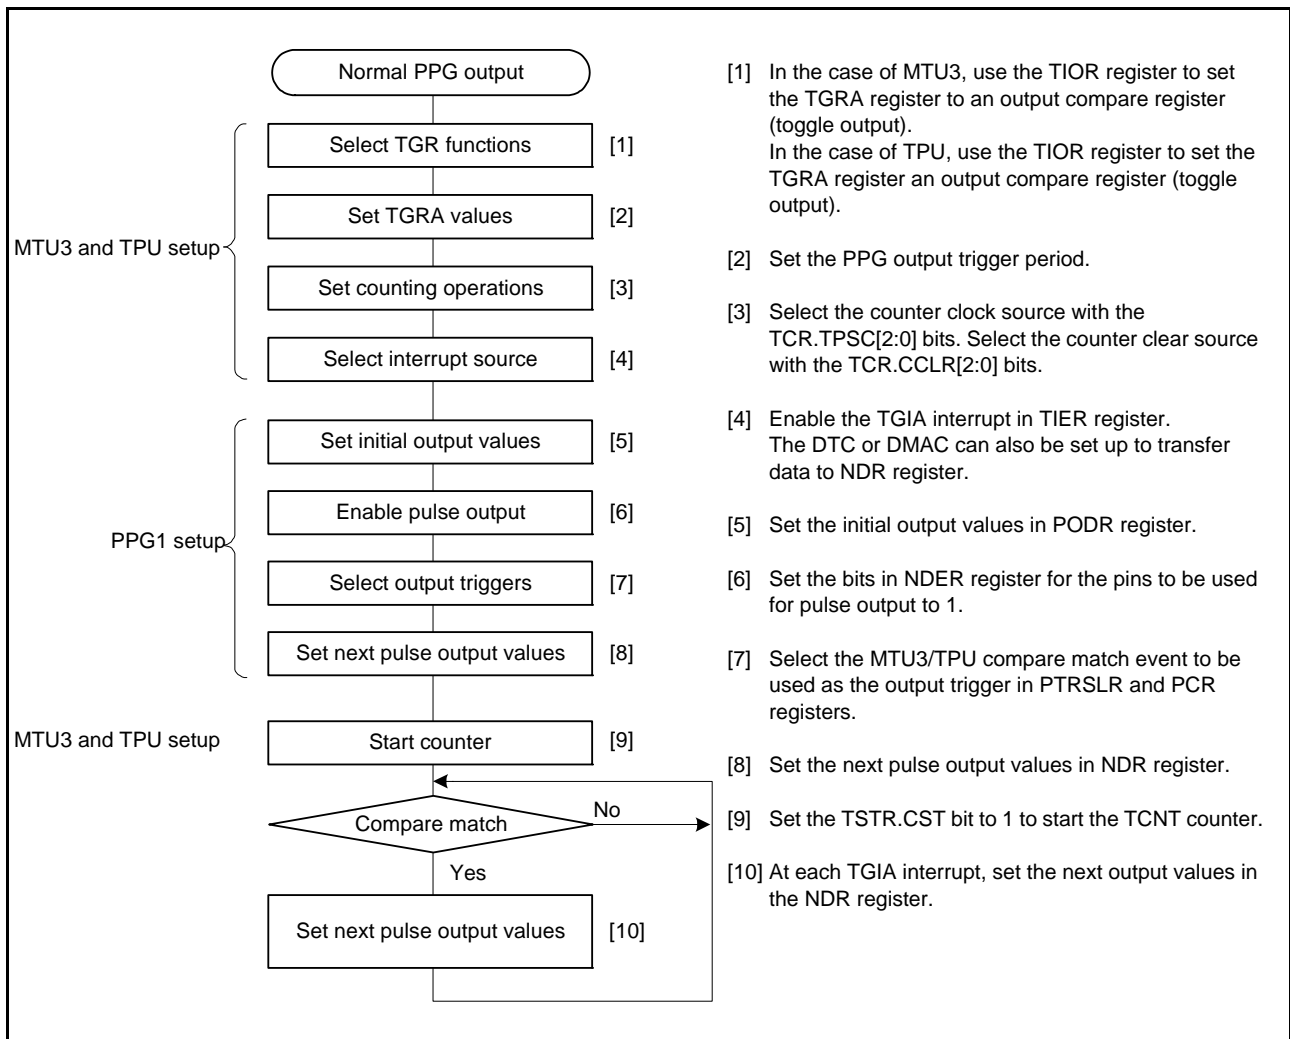 Normal PPG output
Select TGR functions [1]
Set TGRA values [2]
MTU3 and TPU setup
Set counting operations [3]
Select interrupt source [4]
Set initial output values [5]
Enable pulse output [6]
PPG1 setup
Select output triggers [7]
Set next pulse output values [8]
MTU3 and TPU setup
Start counter [9]
Compare match
No
Yes
Set next pulse output values [10]
[1] In the case of MTU3, use the TIOR register to set
the TGRA register to an output compare register
(toggle output).
In the case of TPU, use the TIOR register to set the
TGRA register an output compare register (toggle
output).
[2] Set the PPG output trigger period.
[3] Select the counter clock source with the
TCR.TPSC[2:0] bits. Select the counter clear source
with the TCR.CCLR[2:0] bits.
[4] Enable the TGIA interrupt in TIER register.
The DTC or DMAC can also be set up to transfer
data to NDR register.
[5] Set the initial output values in PODR register.
[6] Set the bits in NDER register for the pins to be used
for pulse output to 1.
[7] Select the MTU3/TPU compare match event to be
used as the output trigger in PTRSLR and PCR
registers.
[8] Set the next pulse output values in NDR register.
[9] Set the TSTR.CST bit to 1 to start the TCNT counter.
[10] At each TGIA interrupt, set the next output values in
the NDR register.